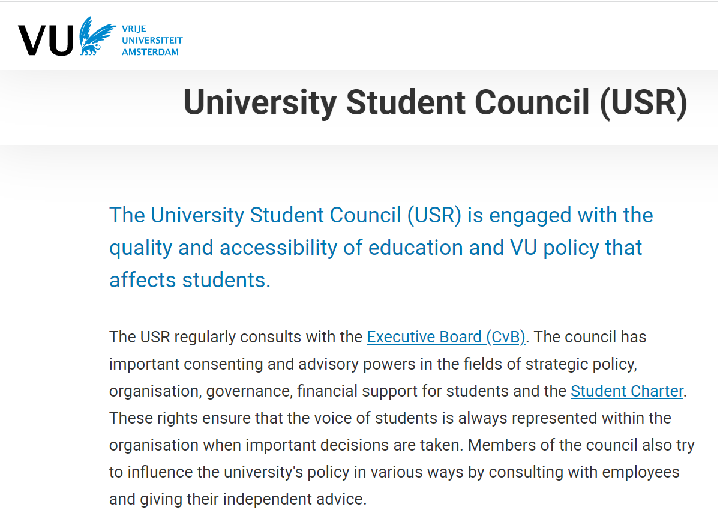 VU
VRIJE
UNIVERSITEIT
AMSTERDAM
University Student Council (USR)
The University Student Council (USR) is engaged with the
quality and accessibility of education and VU policy that
affects students.
The USR regularly consults with the Executive Board (CvB). The council has
important consenting and advisory powers in the fields of strategic policy,
organisation, governance, financial support for students and the Student Charter.
These rights ensure that the voice of students is always represented within the
organisation when important decisions are taken. Members of the council also try
to influence the university's policy in various ways by consulting with employees
and giving their independent advice.